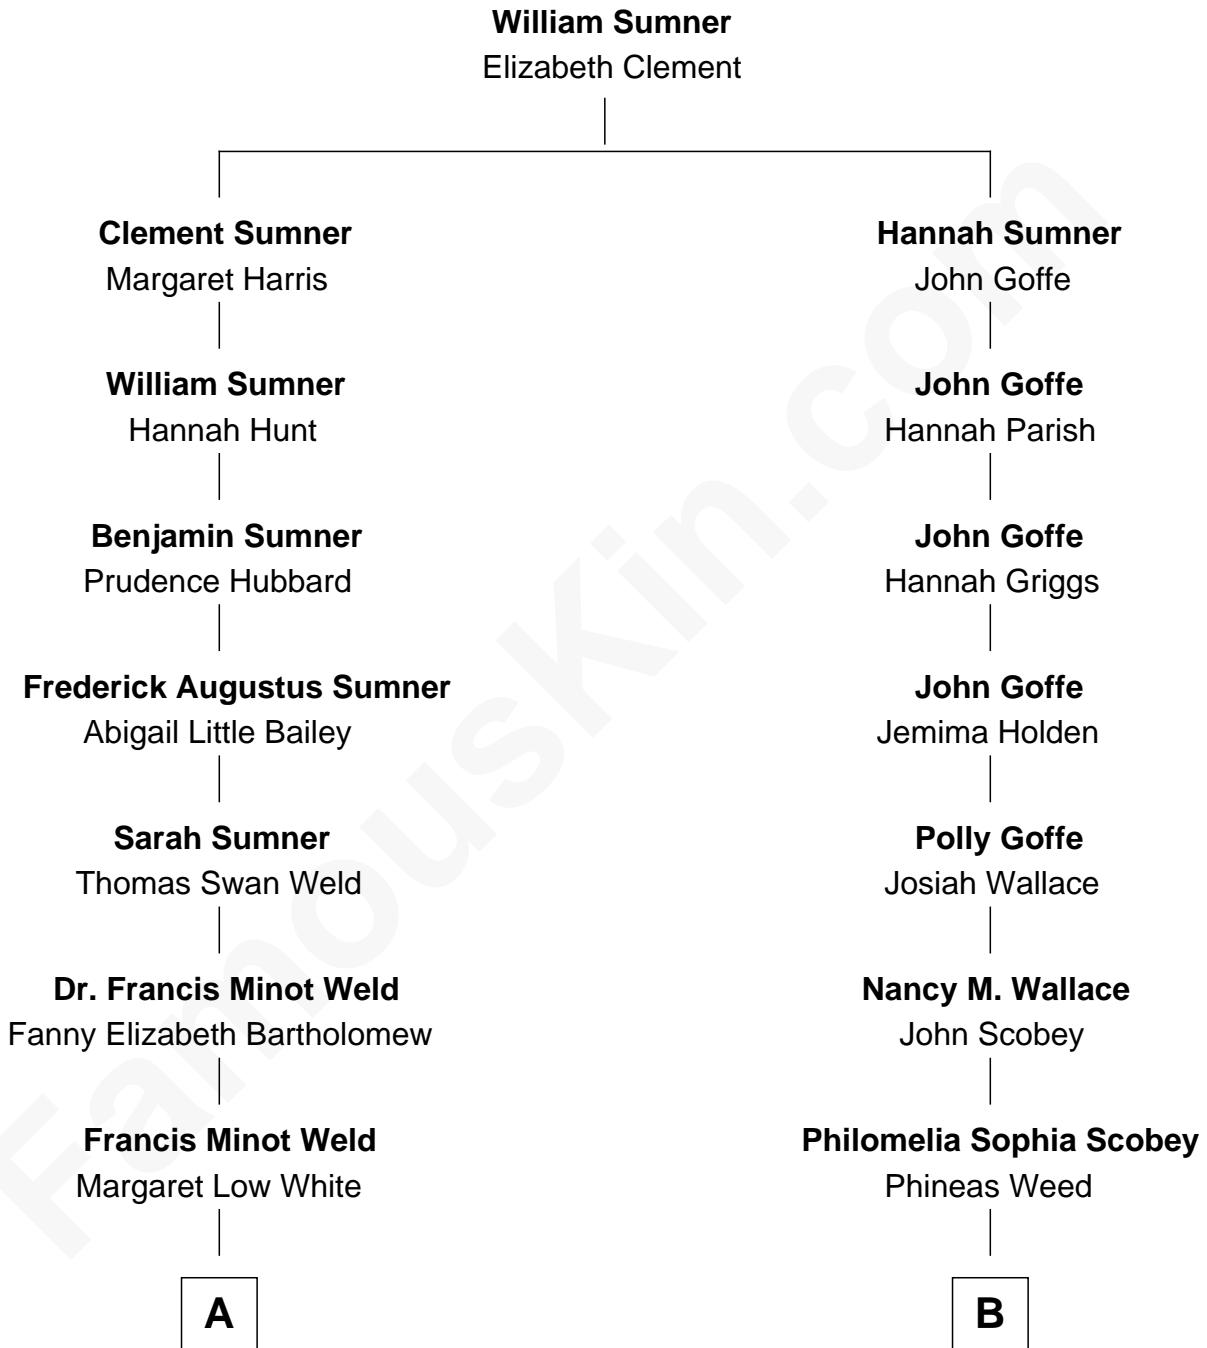 William Sumner
Elizabeth Clement
Clement Sumner
Margaret Harris
Hannah Sumner
John Goffe
William Sumner
Hannah Hunt
John Goffe
Hannah Parish
Benjamin Sumner
Prudence Hubbard
John Goffe
Hannah Griggs
Frederick Augustus Sumner
Abigail Little Bailey
John Goffe
Jemima Holden
Sarah Sumner
Thomas Swan Weld
Polly Goffe
Josiah Wallace
Dr. Francis Minot Weld
Fanny Elizabeth Bartholomew
Nancy M. Wallace
John Scobey
Francis Minot Weld
Margaret Low White
Philomelia Sophia Scobey
Phineas Weed
A
B
FamousKin.com